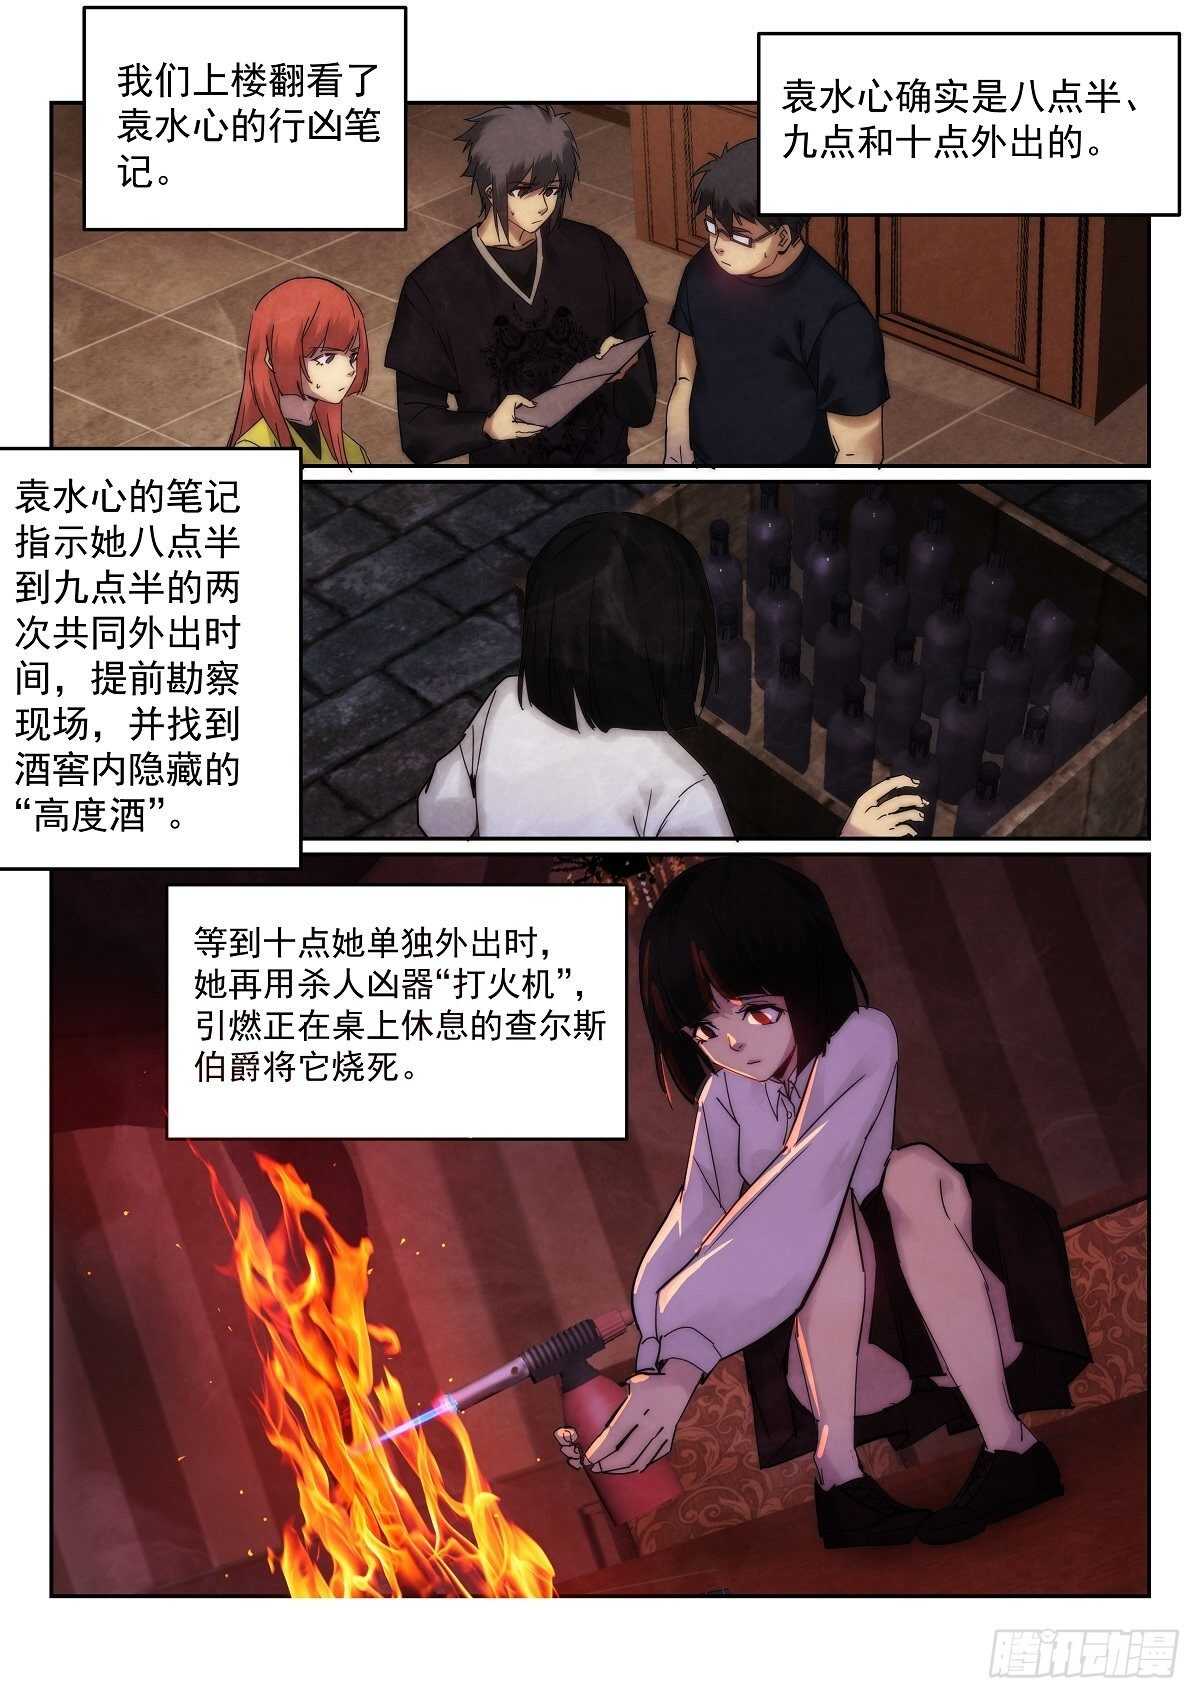 我们上楼翻看了
袁水心的行凶笔
记。
袁水心确实是八点半、
九点和十点外出的。
袁水心的笔记
指示她八点半
到九点半的两
次共同外出时
间，提前勘察
现场，并找到
酒窖内隐藏的
“高度酒”。
等到十点她单独外出时，
她再用杀人凶器“打火机”，
引燃正在桌上休息的查尔斯
伯爵将它烧死。
腾讯动漫